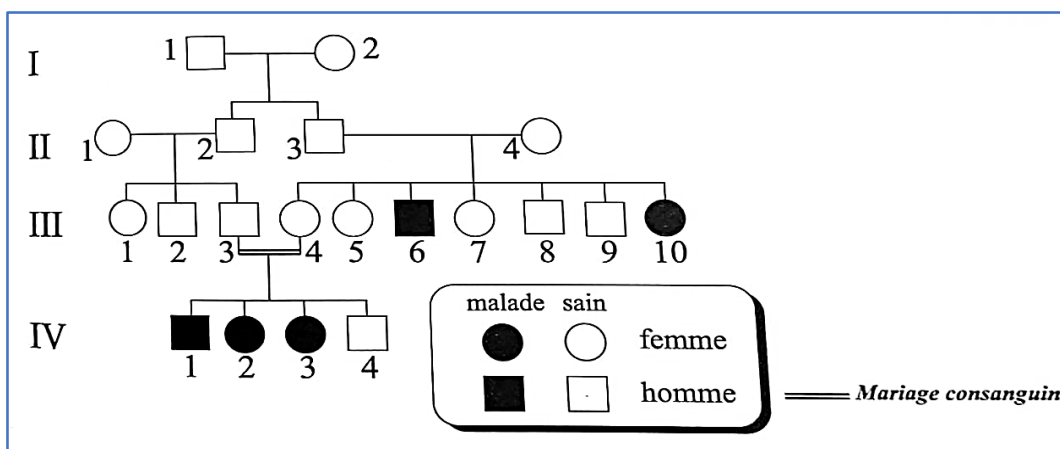 I 1 2
II 1 2 3 4
III
1 2 3 4 5 6 7 8 9 10
malade sain
IV femme
1 2 3 4
homme
Mariage consanguin